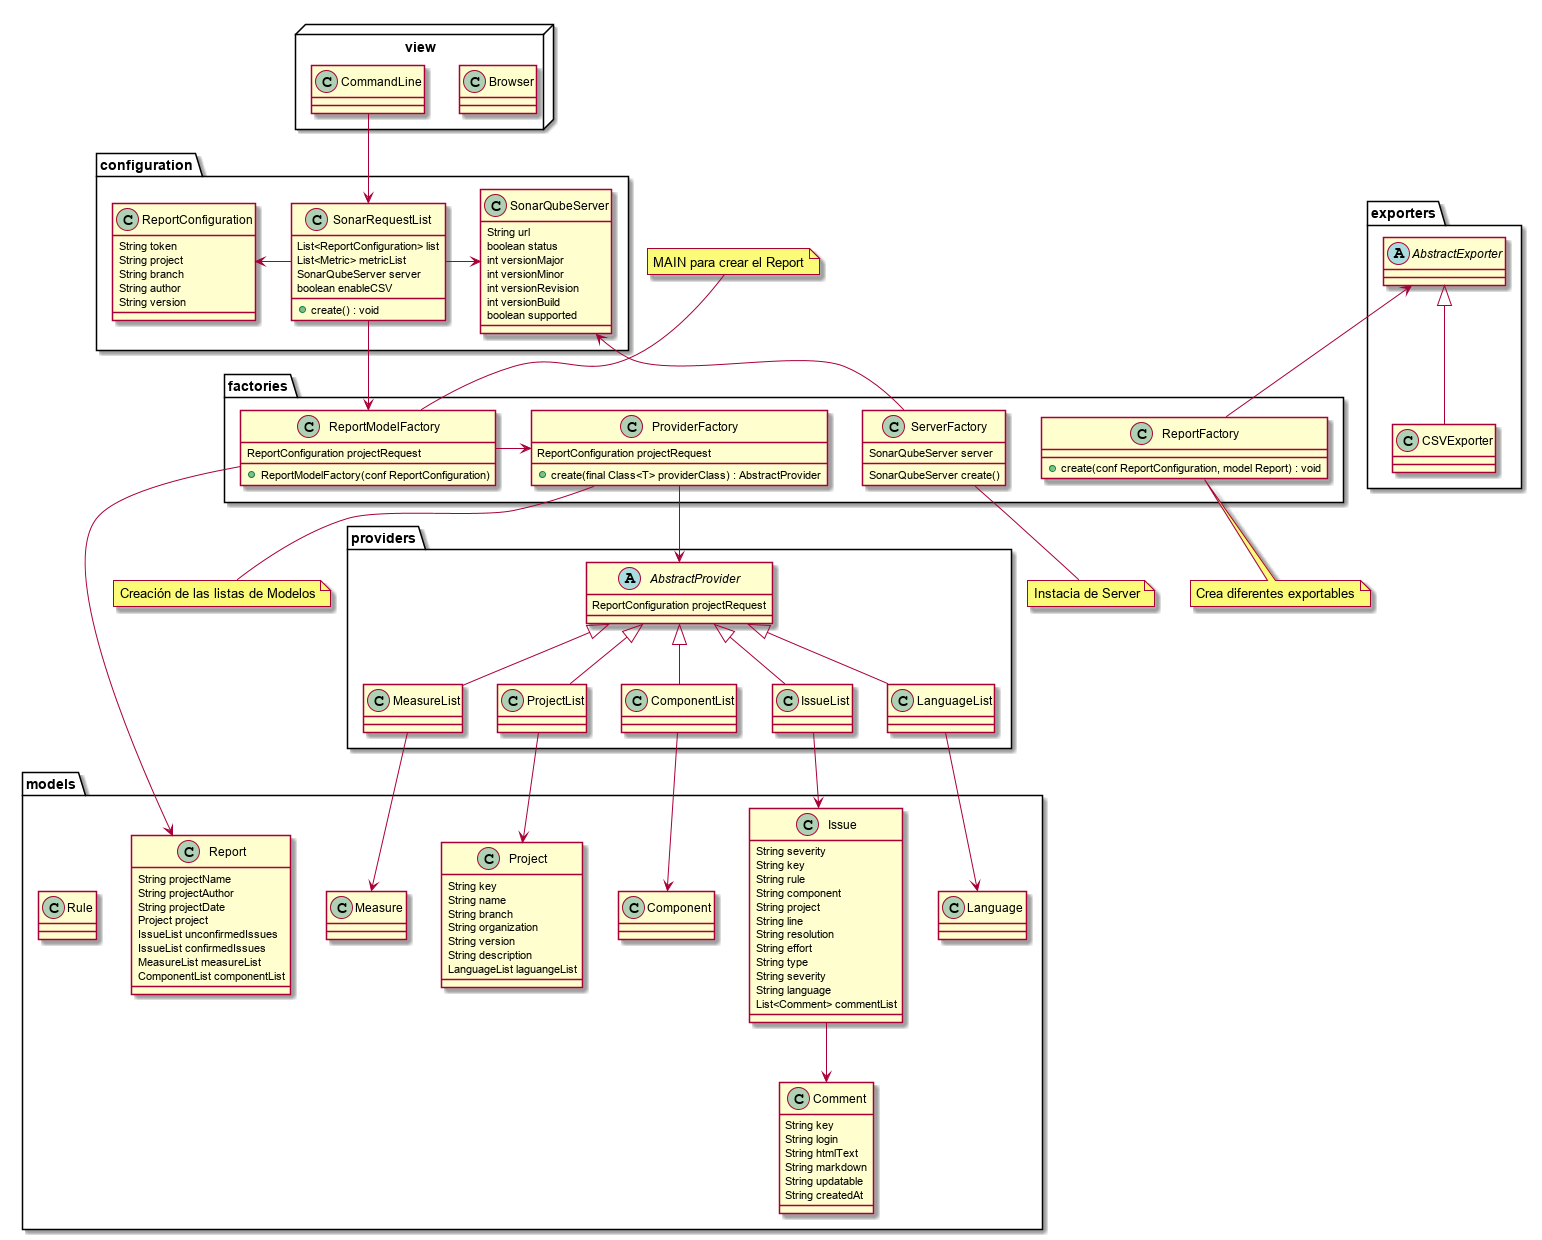 view
C CommandLine
C Browser
configuration
C ReportConfiguration
String token
String project
String branch
String author
String version
C SonarRequestList
List<ReportConfiguration> list
List<Metric> metricList
SonarQubeServer server
boolean enableCSV
create() : void
C SonarQubeServer
String url
boolean status
int versionMajor
int versionMinor
int versionRevision
int versionBuild
boolean supported
MAIN para crear el Report
exporters
A AbstractExporter
C CSVExporter
factories
C ReportModelFactory
ReportConfiguration projectRequest
ReportModelFactory(conf ReportConfiguration)
C ProviderFactory
ReportConfiguration projectRequest
create(final Class<T> providerClass) : AbstractProvider
C ServerFactory
SonarQubeServer server
SonarQubeServer create()
C ReportFactory
create(conf ReportConfiguration, model Report) : void
Creación de las listas de Modelos
Instacia de Server
Crea diferentes exportables
providers
A AbstractProvider
ReportConfiguration projectRequest
C MeasureList
C ProjectList
C ComponentList
C IssueList
C LanguageList
models
C Rule
C Report
String projectName
String projectAuthor
String projectDate
Project project
IssueList unconfirmedIssues
IssueList confirmedIssues
MeasureList measureList
ComponentList componentList
C Measure
C Project
String key
String name
String branch
String organization
String version
String description
LanguageList laguangeList
C Component
C Issue
String severity
String key
String rule
String component
String project
String line
String resolution
String effort
String type
String severity
String language
List<Comment> commentList
C Language
C Comment
String key
String login
String htmlText
String markdown
String updatable
String createdAt